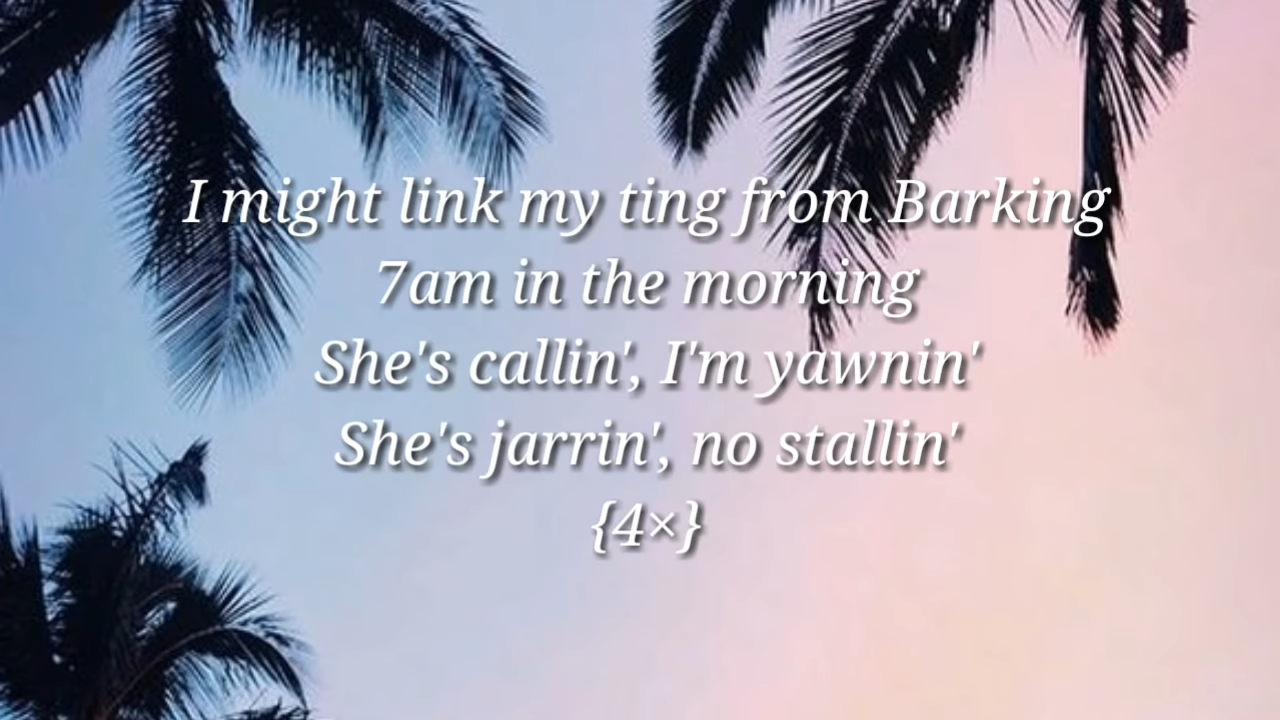 I might link my ting from Barking
7am in the morning
She's callin', I'm yawnin'
She's jarrin', no stallin'
{4×}